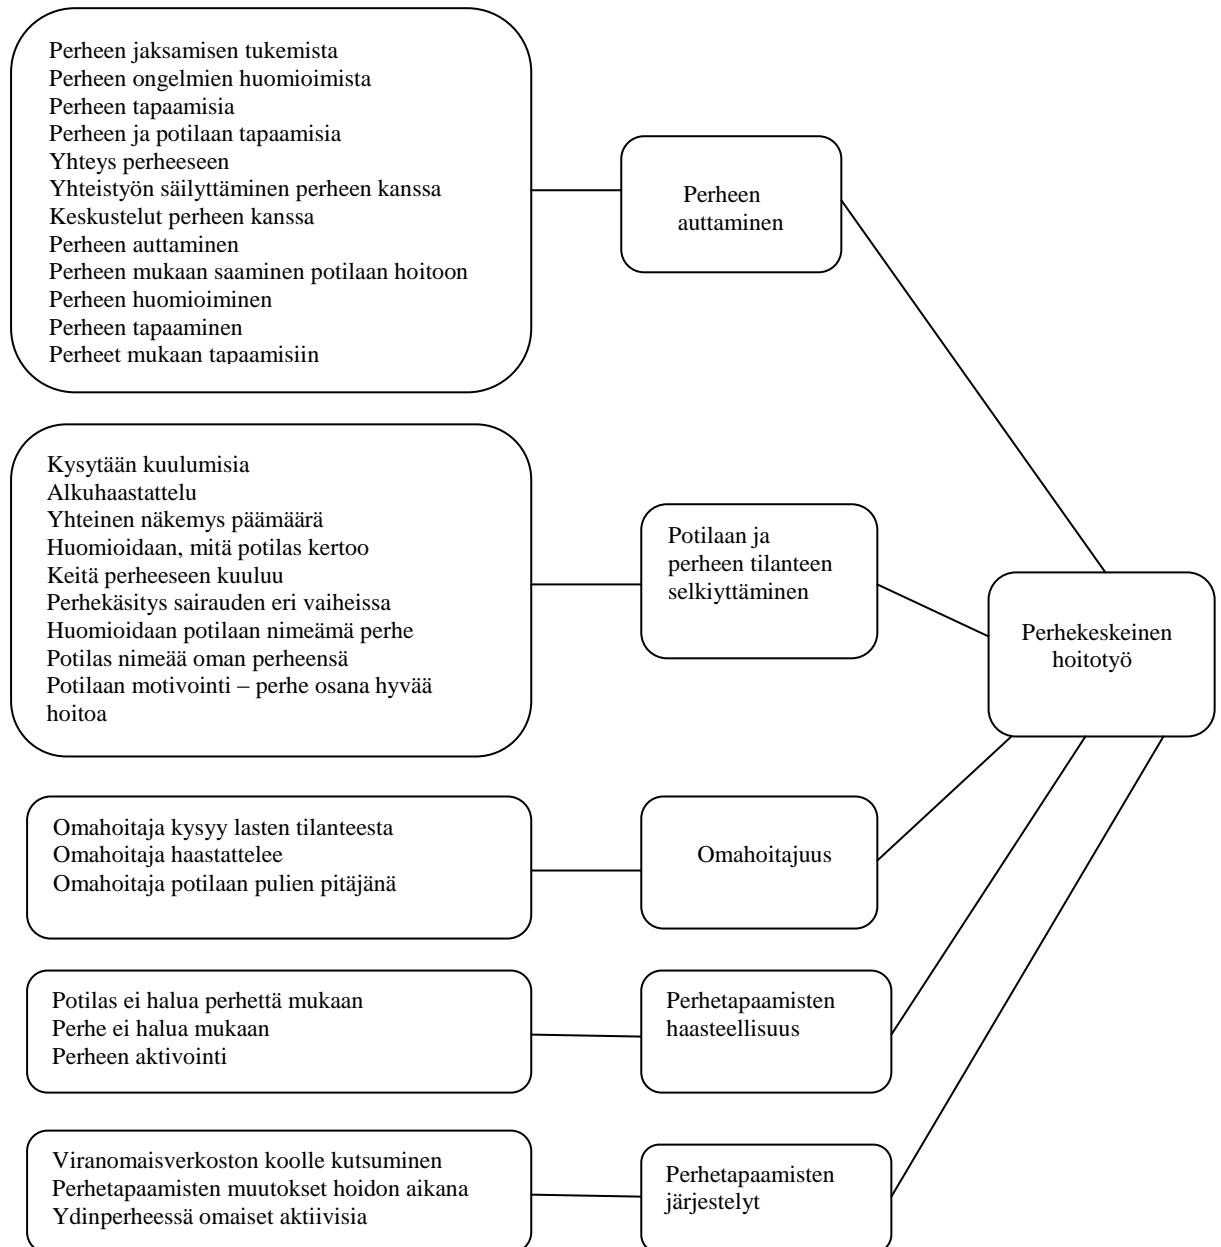 Perheen jaksamisen tukemista
Perheen ongelmien huomioimista
Perheen tapaamisia
Perheen ja potilaan tapaamisia
Yhteys perheeseen
Yhteistyön säilyttäminen perheen kanssa
Keskustelut perheen kanssa
Perheen auttaminen
Perheen mukaan saaminen potilaan hoitoon
Perheen huomioiminen
Perheen tapaaminen
Perheet mukaan tapaamisiin
Perheen
auttaminen
Kysytään kuulumisia
Alkuhaastattelu
Yhteinen näkemys päämäärä
Huomioidaan, mitä potilas kertoo
Keitä perheeseen kuuluu
Perhekäsitys sairauden eri vaiheissa
Huomioidaan potilaan nimeämä perhe
Potilas nimeää oman perheensä
Potilaan motivointi – perhe osana hyvää
hoitoa
Potilaan ja
perheen tilanteen
selkiyttäminen
Perhekeskeinen
hoitotyö
Omahoitaja kysyy lasten tilanteesta
Omahoitaja haastattelee
Omahoitaja potilaan pulien pitäjänä
Omahoitajuus
Potilas ei halua perhettä mukaan
Perhe ei halua mukaan
Perheen aktivointi
Perhetapaamisten
haasteellisuus
Viranomaisverkoston koolle kutsuminen
Perhetapaamisten muutokset hoidon aikana
Ydinperheessä omaiset aktiivisia
Perhetapaamisten
järjestelyt